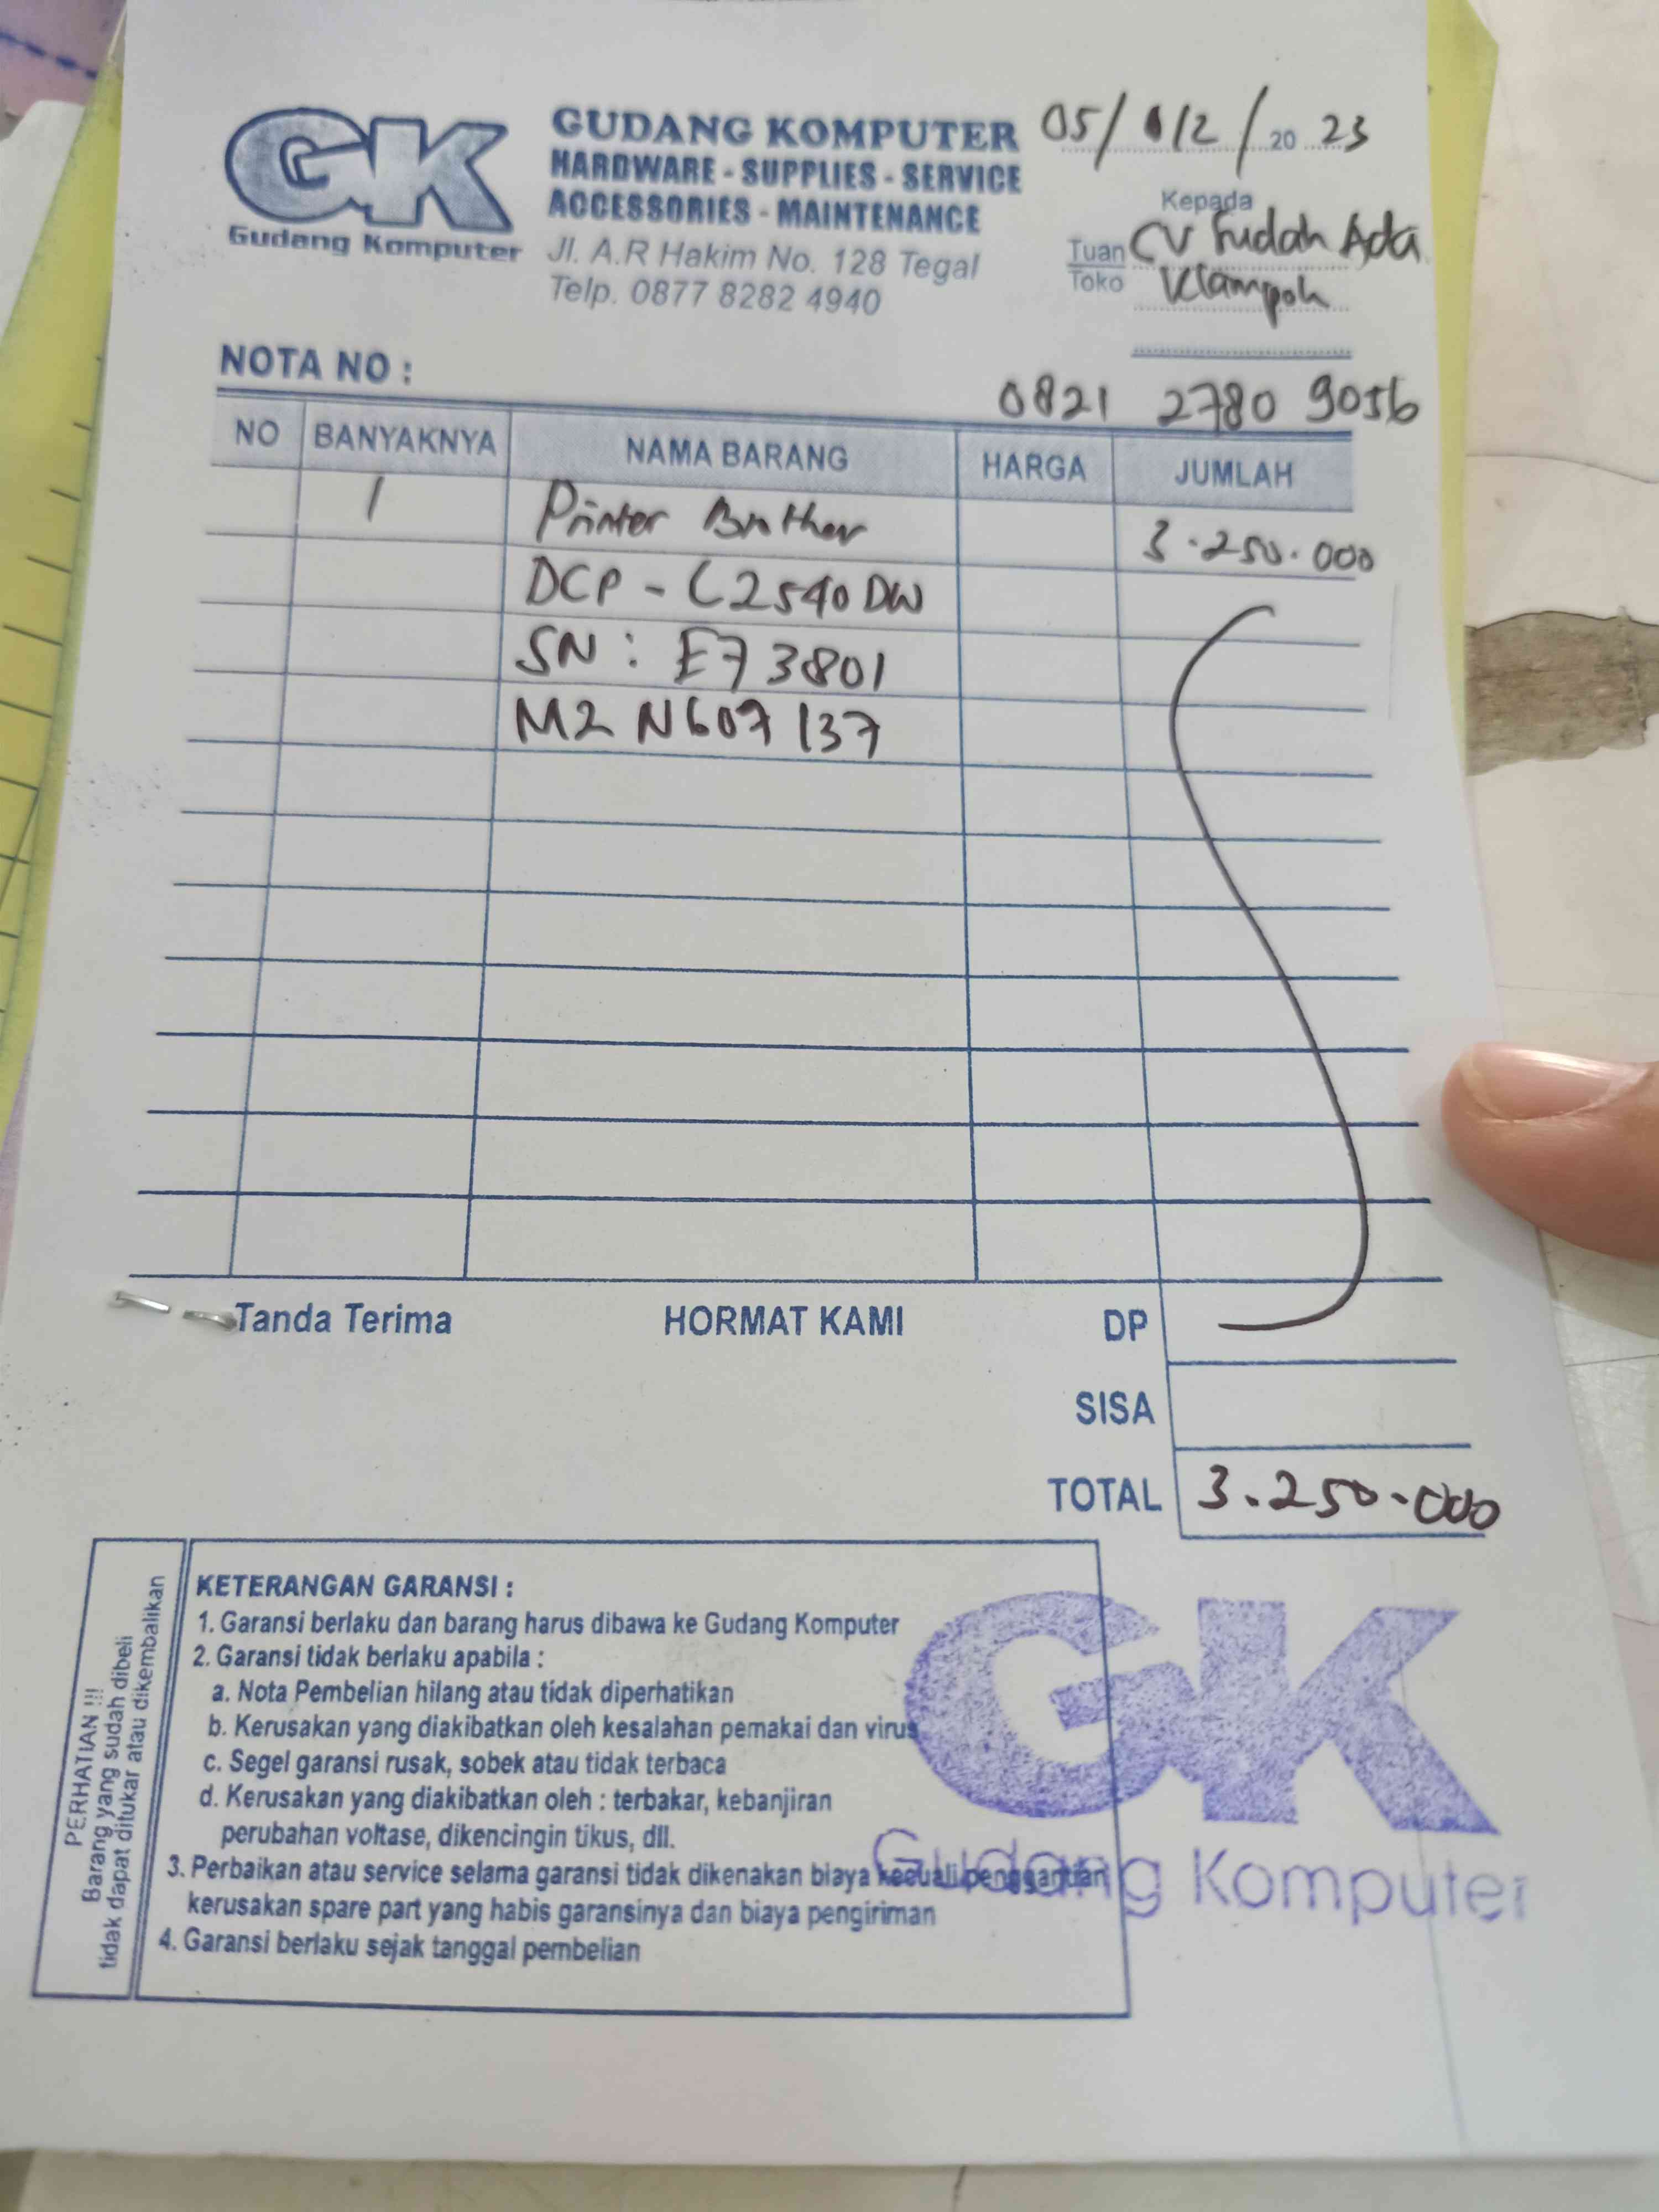 GK
Gudang Komputer
GUDANG KOMPUTER
HARDWARE - SUPPLIES - SERVICE
ACCESSORIES - MAINTENANCE
Jl. A.R Hakim No. 128 Tegal
Telp. 0877 8282 4940
05/12/2023
Kepada
Tuan
Toko
CV Sudah Ada
Klampok
NOTA NO :
0821 2780 9056
NO BANYAKNYA NAMA BARANG HARGA JUMLAH
1 Printer Brother 3.250.000
DCP - L2540DW
SN : E73801
M2N607137
Tanda Terima HORMAT KAMI DP
SISA
TOTAL 3.250.000
PERHATIAN !!!
Barang yang sudah dibeli
tidak dapat ditukar atau dikembalikan
KETERANGAN GARANSI :
1. Garansi berlaku dan barang harus dibawa ke Gudang Komputer
2. Garansi tidak berlaku apabila :
a. Nota Pembelian hilang atau tidak diperhatikan
b. Kerusakan yang diakibatkan oleh kesalahan pemakai dan virus
c. Segel garansi rusak, sobek atau tidak terbaca
d. Kerusakan yang diakibatkan oleh : terbakar, kebanjiran
perubahan voltase, dikencingin tikus, dll.
3. Perbaikan atau service selama garansi tidak dikenakan biaya kecuali penggantian
kerusakan spare part yang habis garansinya dan biaya pengiriman
4. Garansi berlaku sejak tanggal pembelian
GK
Gudang Komputer